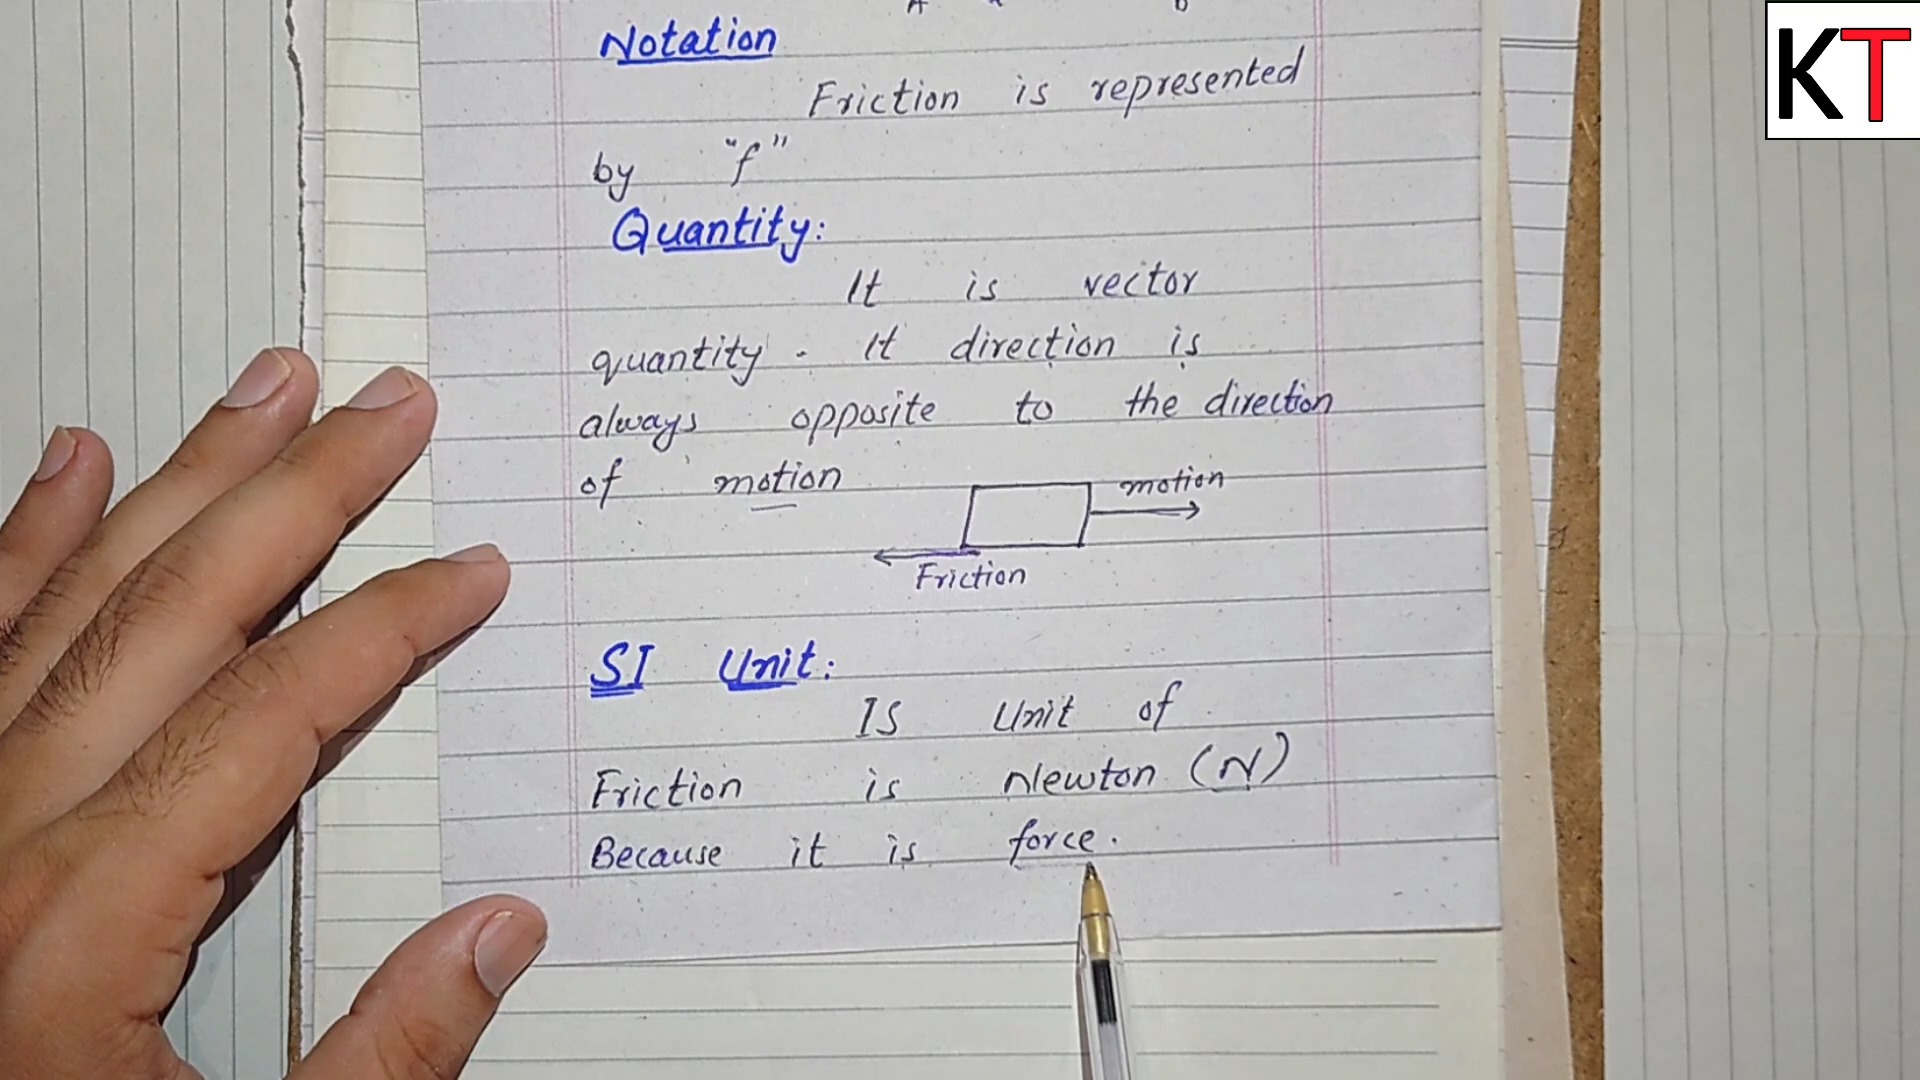 KT
Notation
Friction is represented
by "f"
Quantity:
It is vector
quantity. It direction is
always opposite to the direction
of motion
motion
Friction
SI Unit:
IS Unit of
Friction is Newton (N)
Because it is force.